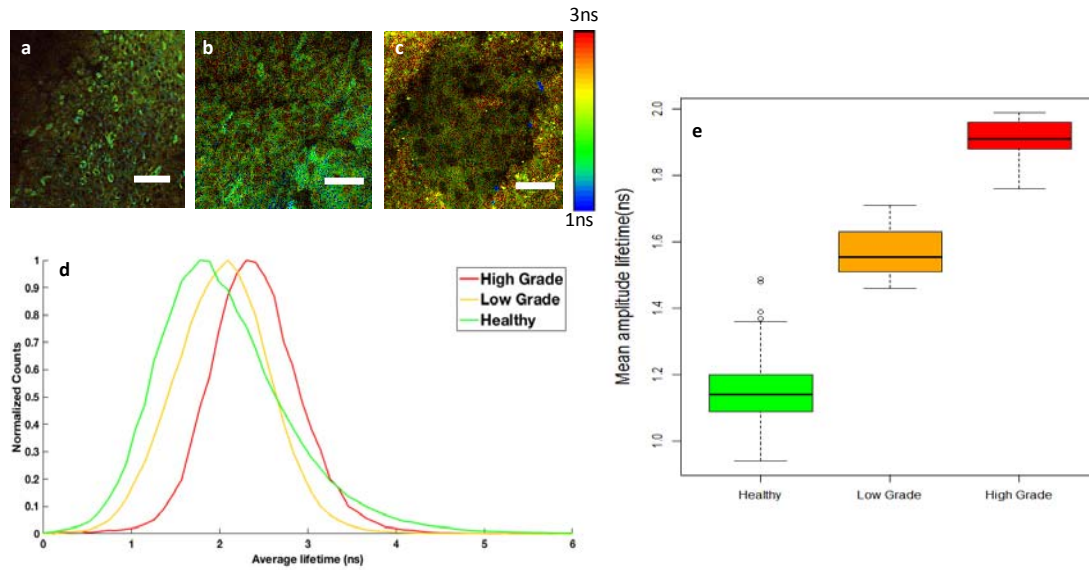 a
b
c
3ns
1ns
d
High Grade
Low Grade
Healthy
Normalized Counts
1
0.9
0.8
0.7
0.6
0.5
0.4
0.3
0.2
0.1
0
0 1 2 3 4 5 6
Average lifetime (ns)
e
Mean amplitude lifetime(ns)
2.0
1.8
1.6
1.4
1.2
1.0
Healthy Low Grade High Grade